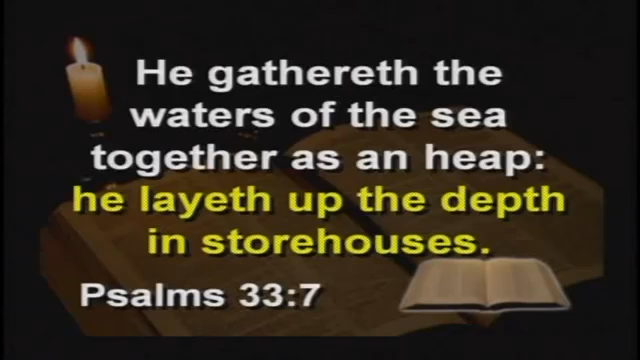 He gathereth the
waters of the sea
together as an heap:
he layeth up the depth
in storehouses.
Psalms 33:7